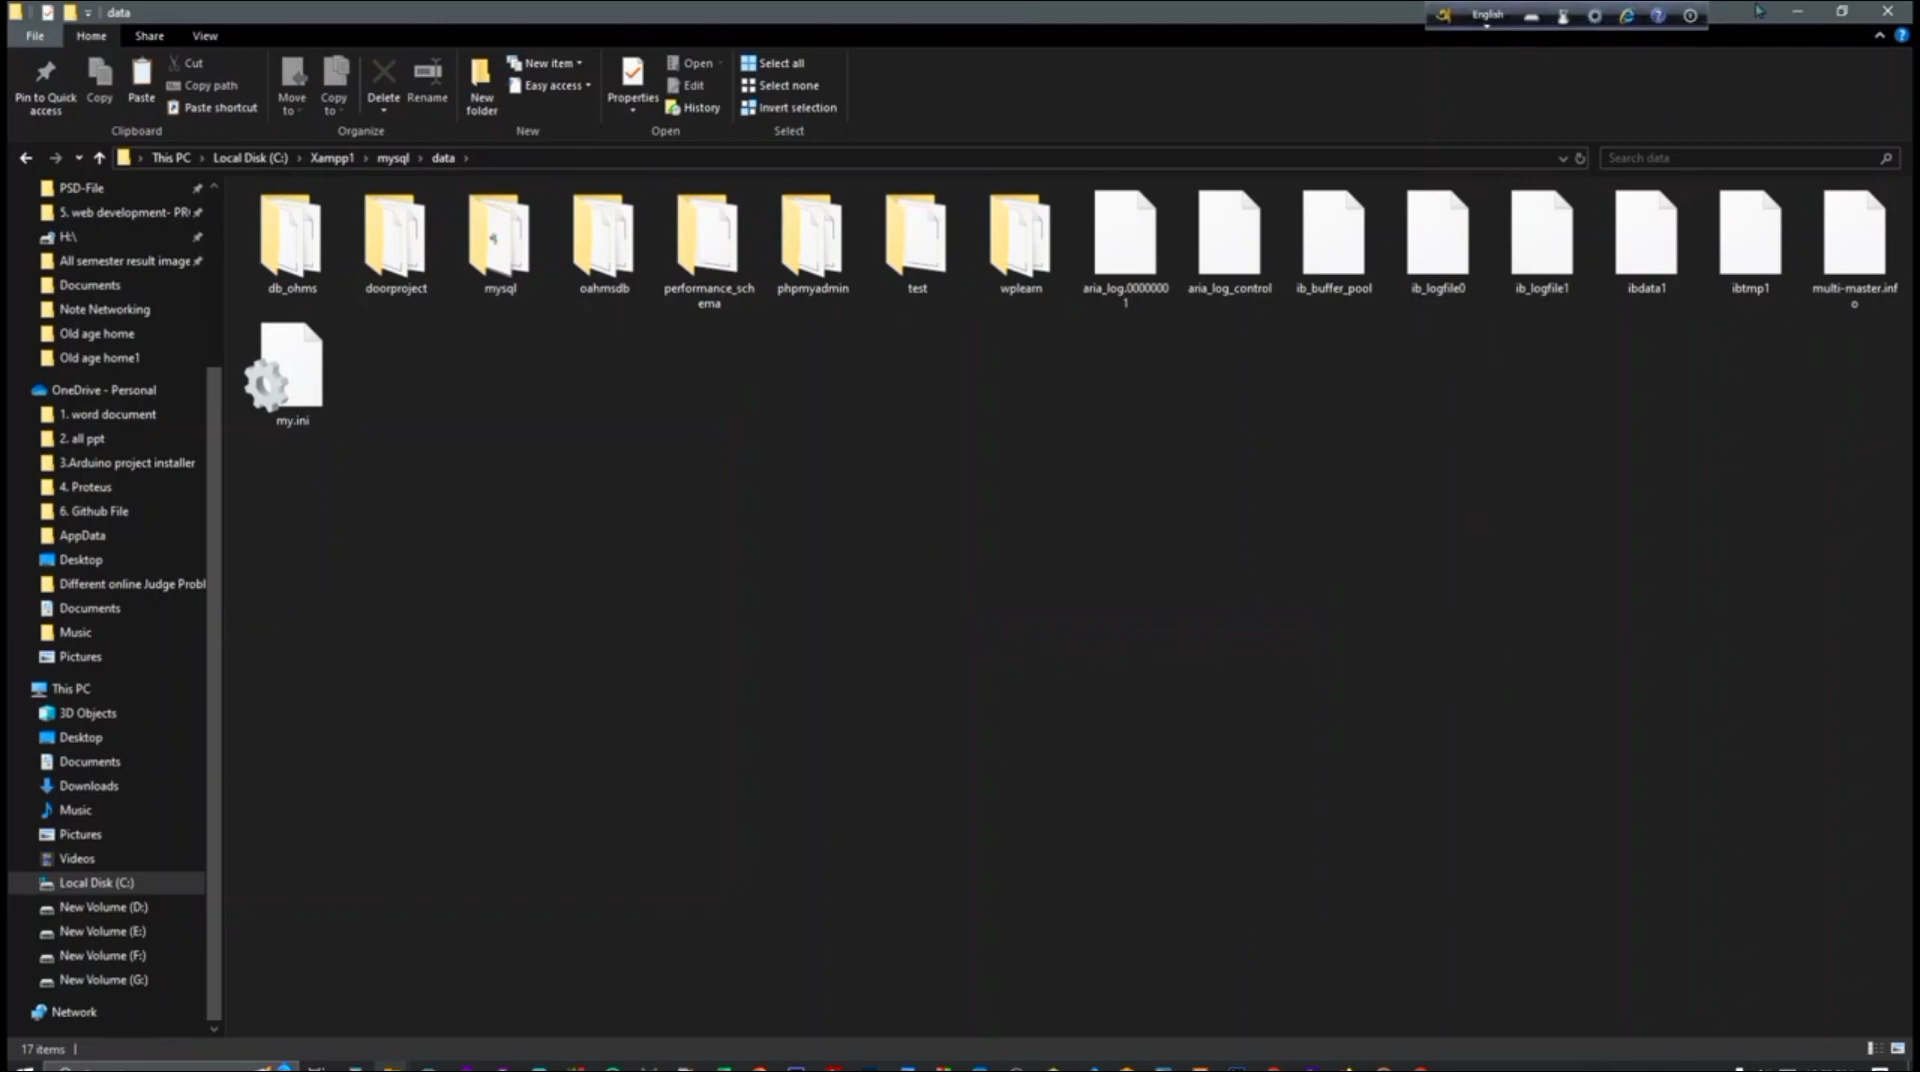 data
English
File
Home
Share
View
Pin to Quick
access
Copy
Paste
Cut
Copy path
Paste shortcut
Clipboard
Move
to
Copy
to
Delete
Rename
Organize
New
folder
New item
Easy access
New
Properties
Open
Edit
History
Open
Select all
Select none
Invert selection
Select
This PC
Local Disk (C:)
Xampp1
mysql
data
Search data
PSD-File
5. web development- PR
H:\
All semester result image
Documents
Note Networking
Old age home
Old age home1
OneDrive - Personal
1. word document
2. all ppt
3.Arduino project installer
4. Proteus
6. Github File
AppData
Desktop
Different online Judge Probl
Documents
Music
Pictures
This PC
3D Objects
Desktop
Documents
Downloads
Music
Pictures
Videos
Local Disk (C:)
New Volume (D:)
New Volume (E:)
New Volume (F:)
New Volume (G:)
Network
db_ohms
doorproject
mysql
oahmsdb
performance_sch
ema
phpmyadmin
test
wplearn
aria_log.0000000
1
aria_log_control
ib_buffer_pool
ib_logfile0
ib_logfile1
ibdata1
ibtmp1
multi-master.inf
o
my.ini
17 items